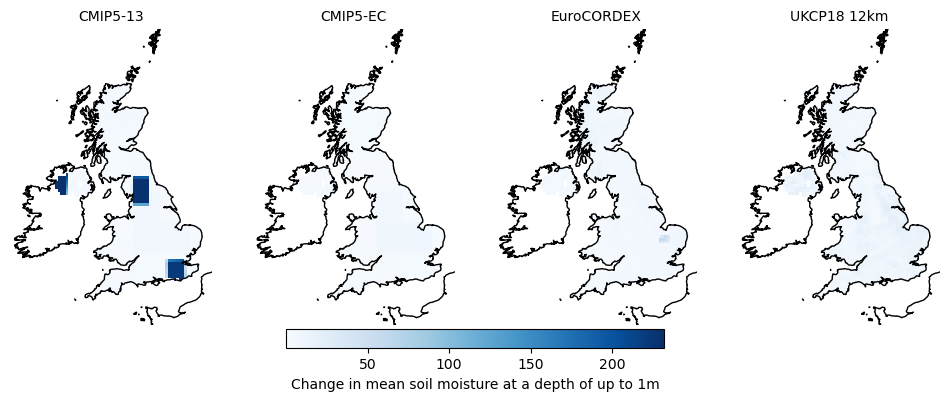 CMIP5-13
CMIP5-EC
EuroCORDEX
UKCP18 12km
50
100
150
200
Change in mean soil moisture at a depth of up to 1m